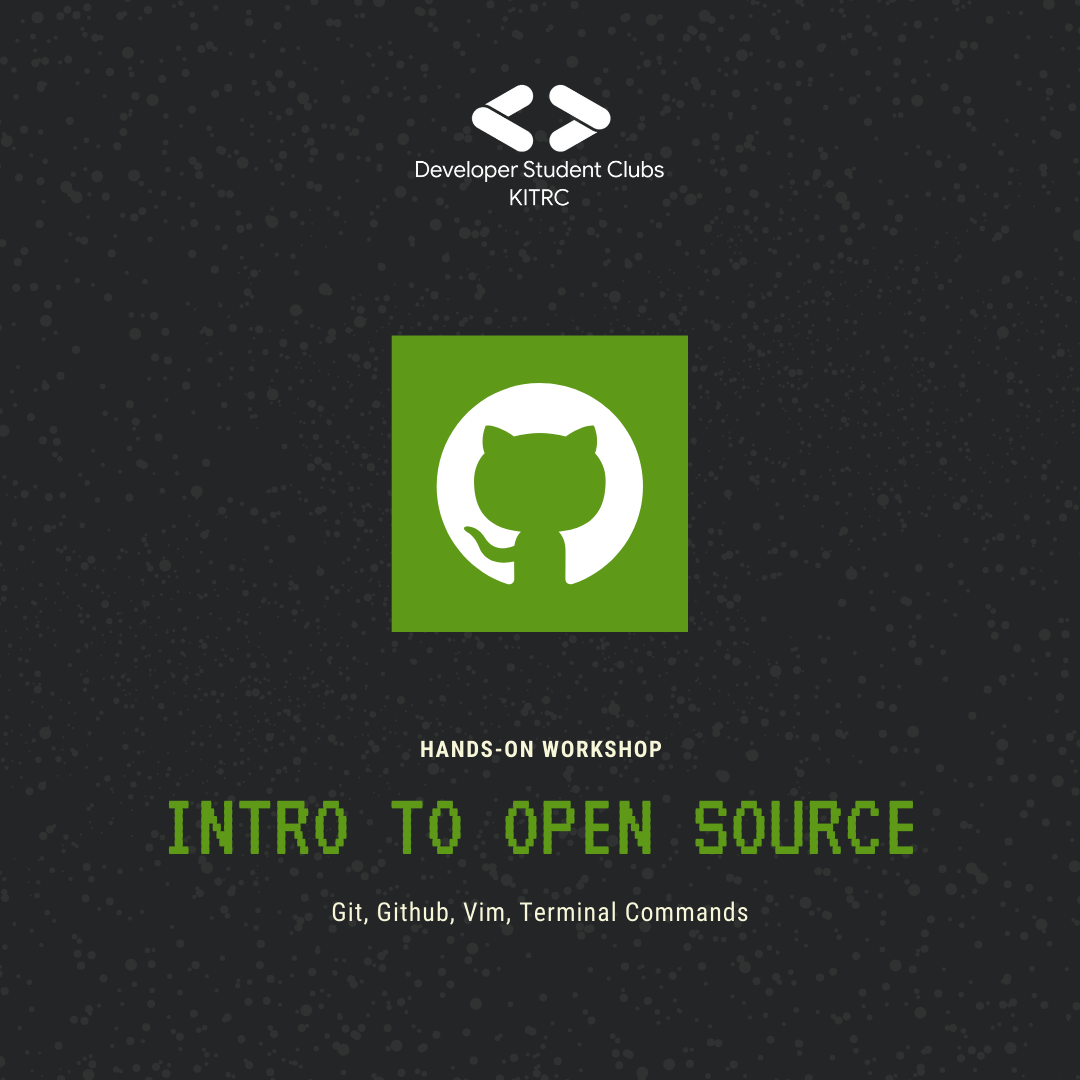 Developer Student Clubs
KITRC
HANDS-ON WORKSHOP
INTRO TO OPEN SOURCE
Git, Github, Vim, Terminal Commands